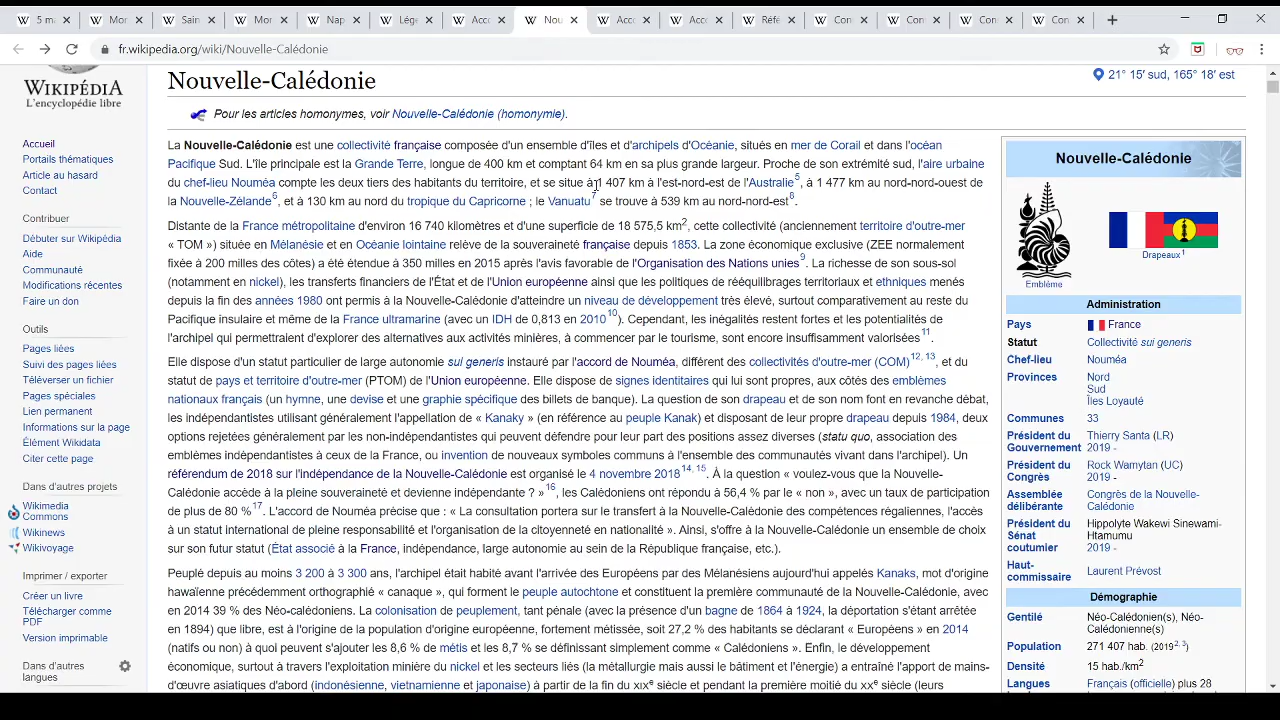 5 ma
Mor
Sain
Mor
Nap
Lége
Acc
Nou
Acc
Acc
Réfé
Con
Con
Con
Con
fr.wikipedia.org/wiki/Nouvelle-Calédonie
WIKIPÉDIA
L'encyclopédie libre
Accueil
Portails thématiques
Article au hasard
Contact
Contribuer
Débuter sur Wikipédia
Aide
Communauté
Modifications récentes
Faire un don
Outils
Pages liées
Suivi des pages liées
Téléverser un fichier
Pages spéciales
Lien permanent
Informations sur la page
Élément Wikidata
Citer cette page
Dans d'autres projets
Wikimedia
Commons
Wikinews
Wikivoyage
Imprimer / exporter
Créer un livre
Télécharger comme
PDF
Version imprimable
Dans d'autres
langues
Nouvelle-Calédonie
21° 15′ sud, 165° 18′ est
Pour les articles homonymes, voir Nouvelle-Calédonie (homonymie).
La Nouvelle-Calédonie est une collectivité française composée d'un ensemble d'îles et d'archipels d'Océanie, situés en mer de Corail et dans l'océan
Pacifique Sud. L'île principale est la Grande Terre, longue de 400 km et comptant 64 km en sa plus grande largeur. Proche de son extrémité sud, l'aire urbaine
du chef-lieu Nouméa compte les deux tiers des habitants du territoire, et se situe à 1 407 km à l'est-nord-est de l'Australie5, à 1 477 km au nord-nord-ouest de
la Nouvelle-Zélande6, et à 130 km au nord du tropique du Capricorne ; le Vanuatu7 se trouve à 539 km au nord-nord-est8.
Distante de la France métropolitaine d'environ 16 740 kilomètres et d'une superficie de 18 575,5 km2, cette collectivité (anciennement territoire d'outre-mer
« TOM ») située en Mélanésie et en Océanie lointaine relève de la souveraineté française depuis 1853. La zone économique exclusive (ZEE normalement
fixée à 200 milles des côtes) a été étendue à 350 milles en 2015 après l'avis favorable de l'Organisation des Nations unies9. La richesse de son sous-sol
(notamment en nickel), les transferts financiers de l'État et de l'Union européenne ainsi que les politiques de rééquilibrages territoriaux et ethniques menés
depuis la fin des années 1980 ont permis à la Nouvelle-Calédonie d'atteindre un niveau de développement très élevé, surtout comparativement au reste du
Pacifique insulaire et même de la France ultramarine (avec un IDH de 0,813 en 201010). Cependant, les inégalités restent fortes et les potentialités de
l'archipel qui permettraient d'explorer des alternatives aux activités minières, à commencer par le tourisme, sont encore insuffisamment valorisées11.
Elle dispose d'un statut particulier de large autonomie sui generis instauré par l'accord de Nouméa, différent des collectivités d'outre-mer (COM)12, 13, et du
statut de pays et territoire d'outre-mer (PTOM) de l'Union européenne. Elle dispose de signes identitaires qui lui sont propres, aux côtés des emblèmes
nationaux français (un hymne, une devise et une graphie spécifique des billets de banque). La question de son drapeau et de son nom font en revanche débat,
les indépendantistes utilisant généralement l'appellation de « Kanaky » (en référence au peuple Kanak) et disposant de leur propre drapeau depuis 1984, deux
options rejetées généralement par les non-indépendantistes qui peuvent défendre pour leur part des positions assez diverses (statu quo, association des
emblèmes indépendantistes à ceux de la France, ou invention de nouveaux symboles communs à l'ensemble des communautés vivant dans l'archipel). Un
référendum de 2018 sur l'indépendance de la Nouvelle-Calédonie est organisé le 4 novembre 201814, 15. À la question « voulez-vous que la Nouvelle-
Calédonie accède à la pleine souveraineté et devienne indépendante ? »16, les Calédoniens ont répondu à 56,4 % par le « non », avec un taux de participation
de plus de 80 %17. L'accord de Nouméa précise que : « La consultation portera sur le transfert à la Nouvelle-Calédonie des compétences régaliennes, l'accès
à un statut international de pleine responsabilité et l'organisation de la citoyenneté en nationalité ». Ainsi, s'offre à la Nouvelle-Calédonie un ensemble de choix
sur son futur statut (État associé à la France, indépendance, large autonomie au sein de la République française, etc.).
Peuplé depuis au moins 3 200 à 3 300 ans, l'archipel était habité avant l'arrivée des Européens par des Mélanésiens aujourd'hui appelés Kanaks, mot d'origine
hawaïenne précédemment orthographié « canaque », qui forment le peuple autochtone et constituent la première communauté de la Nouvelle-Calédonie, avec
en 2014 39 % des Néo-calédoniens. La colonisation de peuplement, tant pénale (avec la présence d'un bagne de 1864 à 1924, la déportation s'étant arrêtée
en 1894) que libre, est à l'origine de la population d'origine européenne, fortement métissée, soit 27,2 % des habitants se déclarant « Européens » en 2014
(natifs ou non) à quoi peuvent s'ajouter les 8,6 % de métis et les 8,7 % se définissant simplement comme « Calédoniens ». Enfin, le développement
économique, surtout à travers l'exploitation minière du nickel et les secteurs liés (la métallurgie mais aussi le bâtiment et l'énergie) a entraîné l'apport de mains-
d'œuvre asiatiques d'abord (indonésienne, vietnamienne et japonaise) à partir de la fin du XIXe siècle et pendant la première moitié du XXe siècle (leurs
Nouvelle-Calédonie
Emblème
Drapeaux1
Administration
Pays France
Statut Collectivité sui generis
Chef-lieu Nouméa
Provinces Nord
Sud
Îles Loyauté
Communes 33
Président du Thierry Santa (LR)
Gouvernement 2019 -
Président du Rock Wamytan (UC)
Congrès 2019 -
Assemblée Congrès de la Nouvelle-
délibérante Calédonie
Président du Hippolyte Wakewi Sinewami-
Sénat Htamumu
coutumier 2019 -
Haut-
commissaire Laurent Prévost
Démographie
Gentilé Néo-Calédonien(s), Néo-
Calédonienne(s)
Population 271 407 hab. (20192, 3)
Densité 15 hab./km2
Langues Français (officielle) plus 28